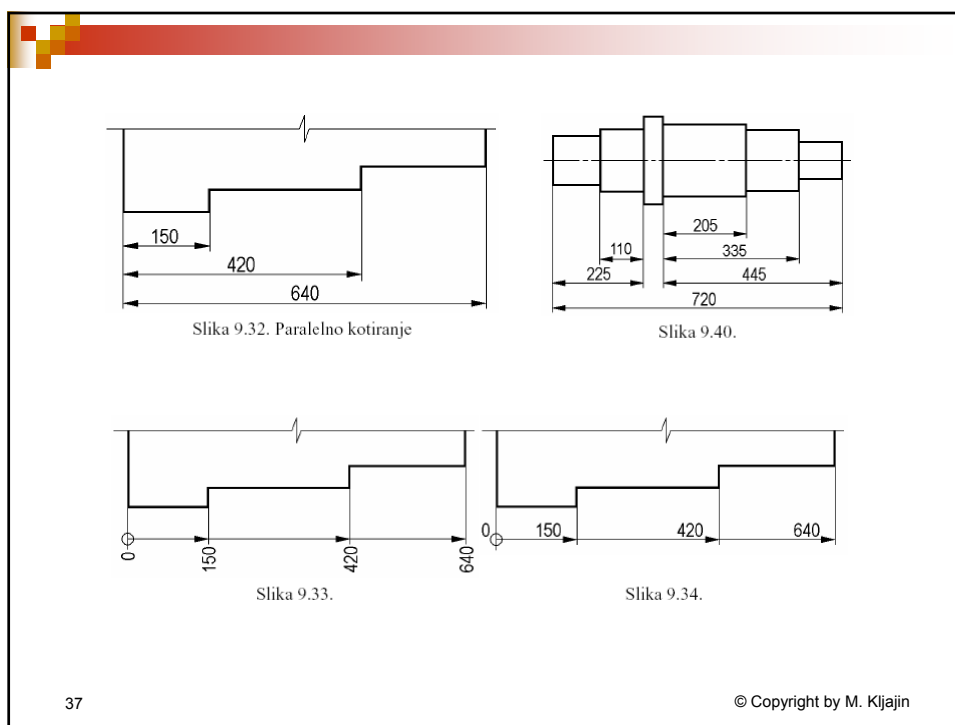 150
420
640
Slika 9.32. Paralelno kotiranje
205
110 335
225 445
720
Slika 9.40.
0 150 420 640
Slika 9.33.
0 150 420 640
Slika 9.34.
37
© Copyright by M. Kljajin